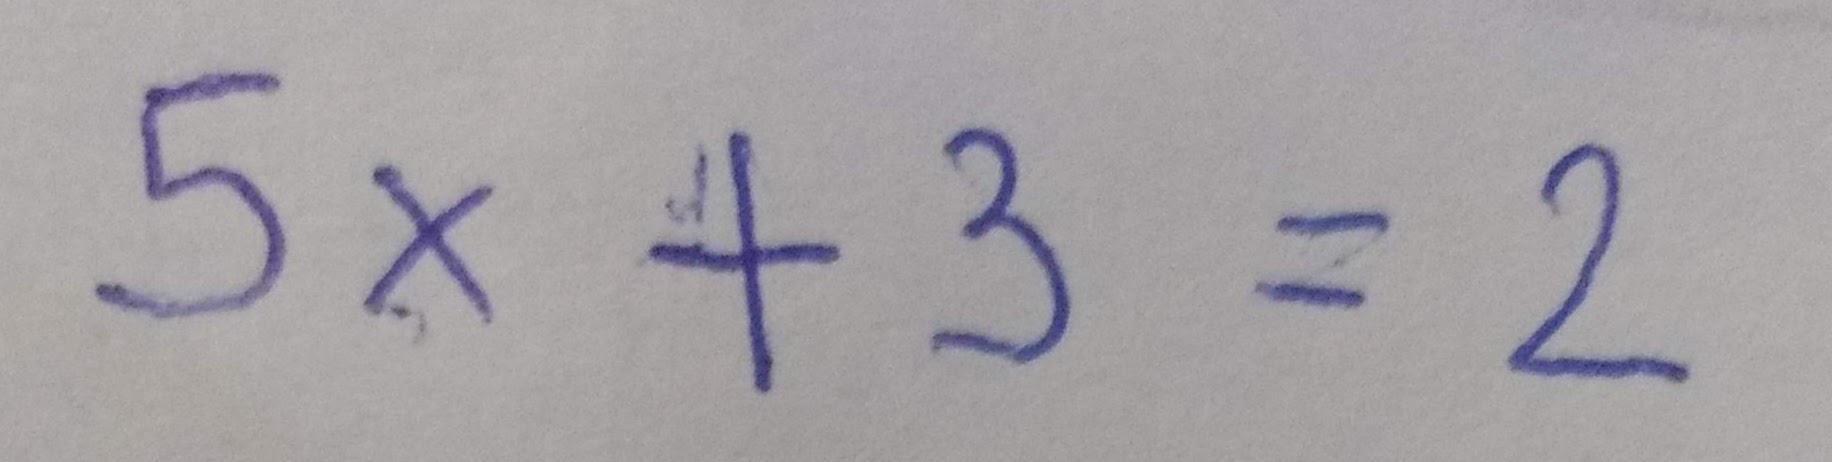 5x + 3 = 2